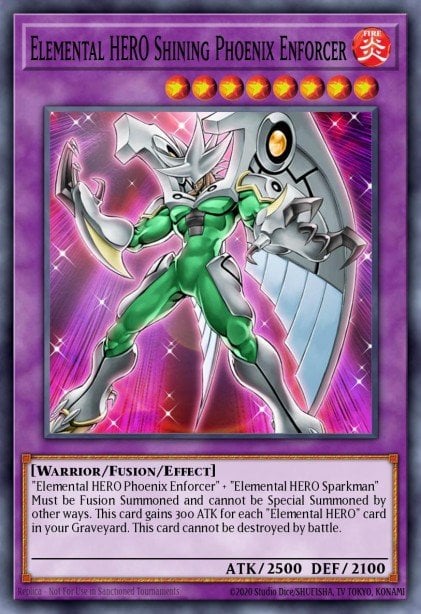 Elemental HERO Shining Phoenix Enforcer
FIRE
炎
[Warrior/Fusion/Effect]
"Elemental HERO Phoenix Enforcer" + "Elemental HERO Sparkman"
Must be Fusion Summoned and cannot be Special Summoned by
other ways. This card gains 300 ATK for each "Elemental HERO" card
in your Graveyard. This card cannot be destroyed by battle.
ATK/2500 DEF/2100
Replica - Not For Use in Sanctioned Tournaments
©2020 Studio Dice/SHUEISHA, TV TOKYO, KONAMI